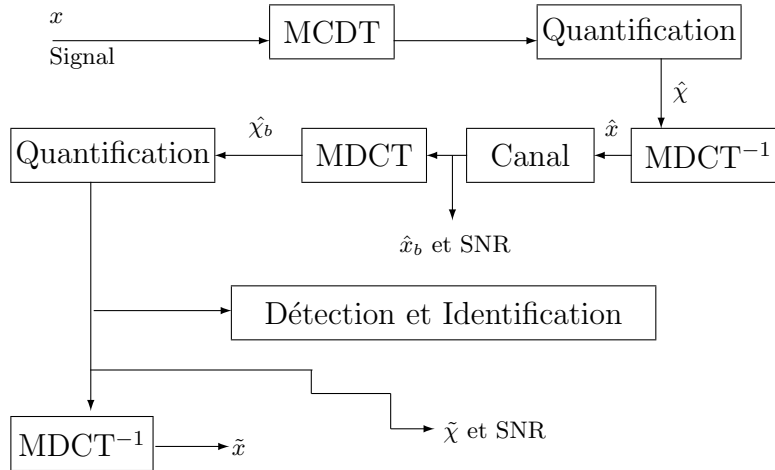 x
Signal
MCDT
Quantification
χ̂
Quantification
χ̂_b
MDCT
Canal
x̂
MDCT⁻¹
x̂_b et SNR
Détection et Identification
MDCT⁻¹
x̃
χ̃ et SNR